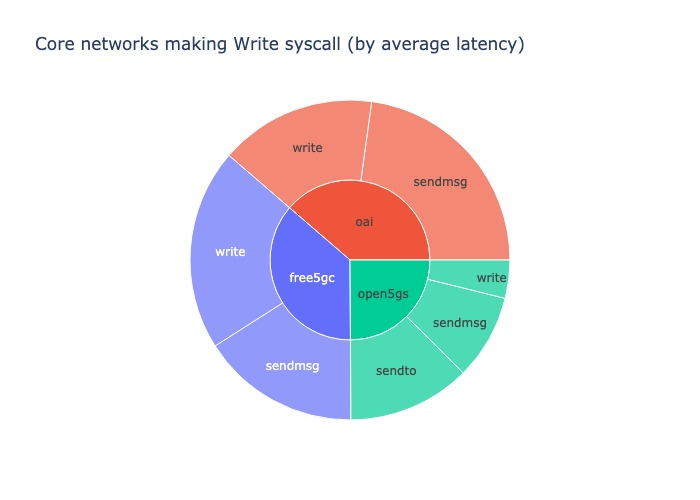 Core networks making Write syscall (by average latency)
write
sendmsg
oai
write
free5gc
open5gs
write
sendmsg
sendmsg
sendto